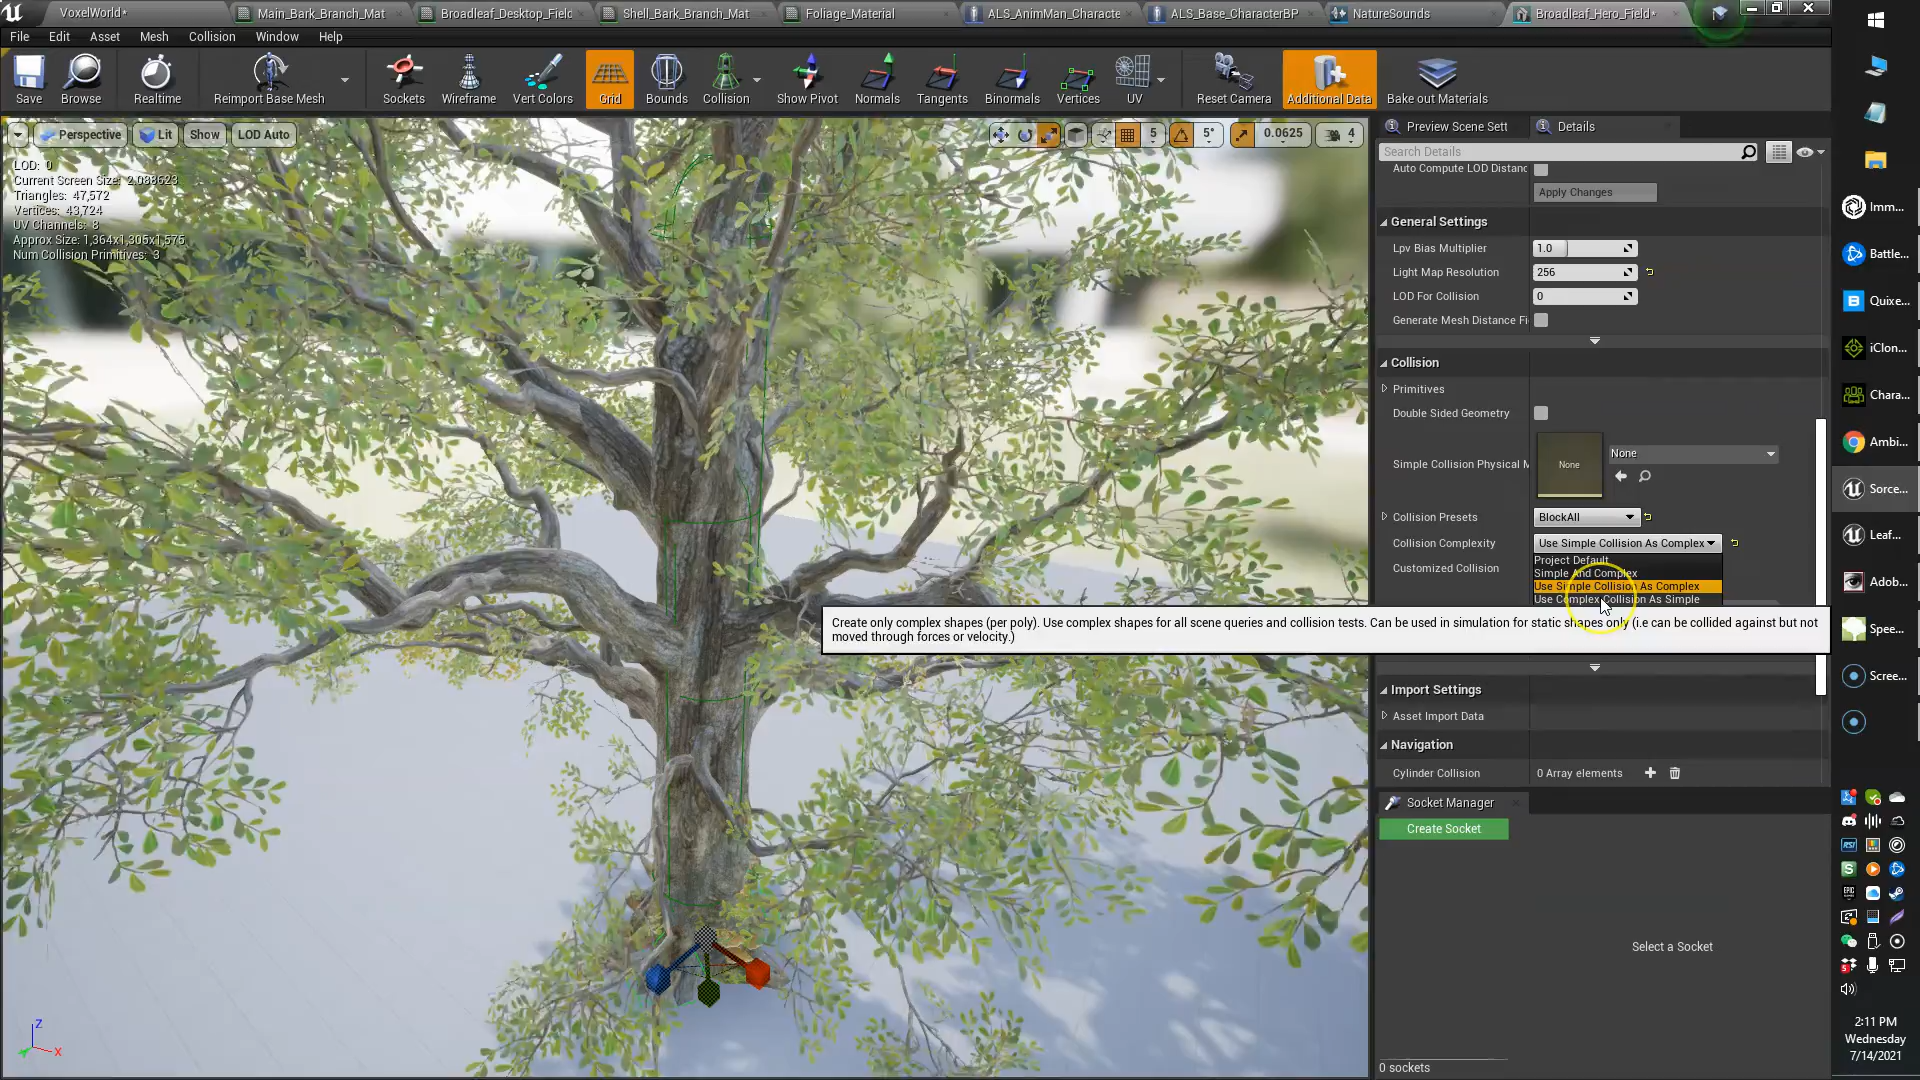 VoxelWorld*
Main_Bark_Branch_Mat
Broadleaf_Desktop_Field
Shell_Bark_Branch_Mat
Foliage_Material
ALS_AnimMan_Characte
ALS_Base_CharacterBP
NatureSounds
Broadleaf_Hero_Field*
File Edit Asset Mesh Collision Window Help
Save Browse Realtime Reimport Base Mesh Sockets Wireframe Vert Colors Grid Bounds Collision Show Pivot Normals Tangents Binormals Vertices UV Reset Camera Additional Data Bake out Materials
Perspective Lit Show LOD Auto
5 5° 0.0625 4
LOD: 0
Current Screen Size: 2.088623
Triangles: 47,572
Vertices: 43,724
UV Channels: 8
Approx Size: 1,364x1,305x1,575
Num Collision Primitives: 3
Z
X
Preview Scene Sett
Details
Search Details
Auto Compute LOD Distanc
Apply Changes
General Settings
Lpv Bias Multiplier 1.0
Light Map Resolution 256
LOD For Collision 0
Generate Mesh Distance Fi
Collision
Primitives
Double Sided Geometry
Simple Collision Physical M None None
Collision Presets BlockAll
Collision Complexity Use Simple Collision As Complex
Project Default
Simple And Complex
Customized Collision
Use Simple Collision As Complex
Use Complex Collision As Simple
Create only complex shapes (per poly). Use complex shapes for all scene queries and collision tests. Can be used in simulation for static shapes only (i.e can be collided against but not
moved through forces or velocity.)
Import Settings
Asset Import Data
Navigation
Cylinder Collision 0 Array elements
Socket Manager
Create Socket
Select a Socket
0 sockets
Imm...
Battle...
Quixe...
iClon...
Chara...
Ambi...
Sorce...
Leaf...
Adob...
Spee...
Scree...
2:11 PM
Wednesday
7/14/2021